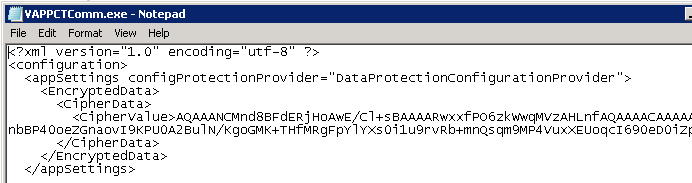 VAPPCTComm.exe - Notepad
File Edit Format View Help
<?xml version="1.0" encoding="utf-8" ?>
<configuration>
<appSettings configProtectionProvider="DataProtectionConfigurationProvider">
<EncryptedData>
<CipherData>
<CipherValue>AQAAANCMnd8BFdERjHoAwE/Cl+sBAAAARwxxfPO6zkWwqMVzAHLnfAQAAAACAAAAA
nbBP40oeZGnaovI9KPU0A2BulN/KgoGMK+THfMRgFpYlYXs0i1u9rvRb+mnQsqm9MP4VuxXEUoqcI690eD0iZp
</CipherData>
</EncryptedData>
</appSettings>